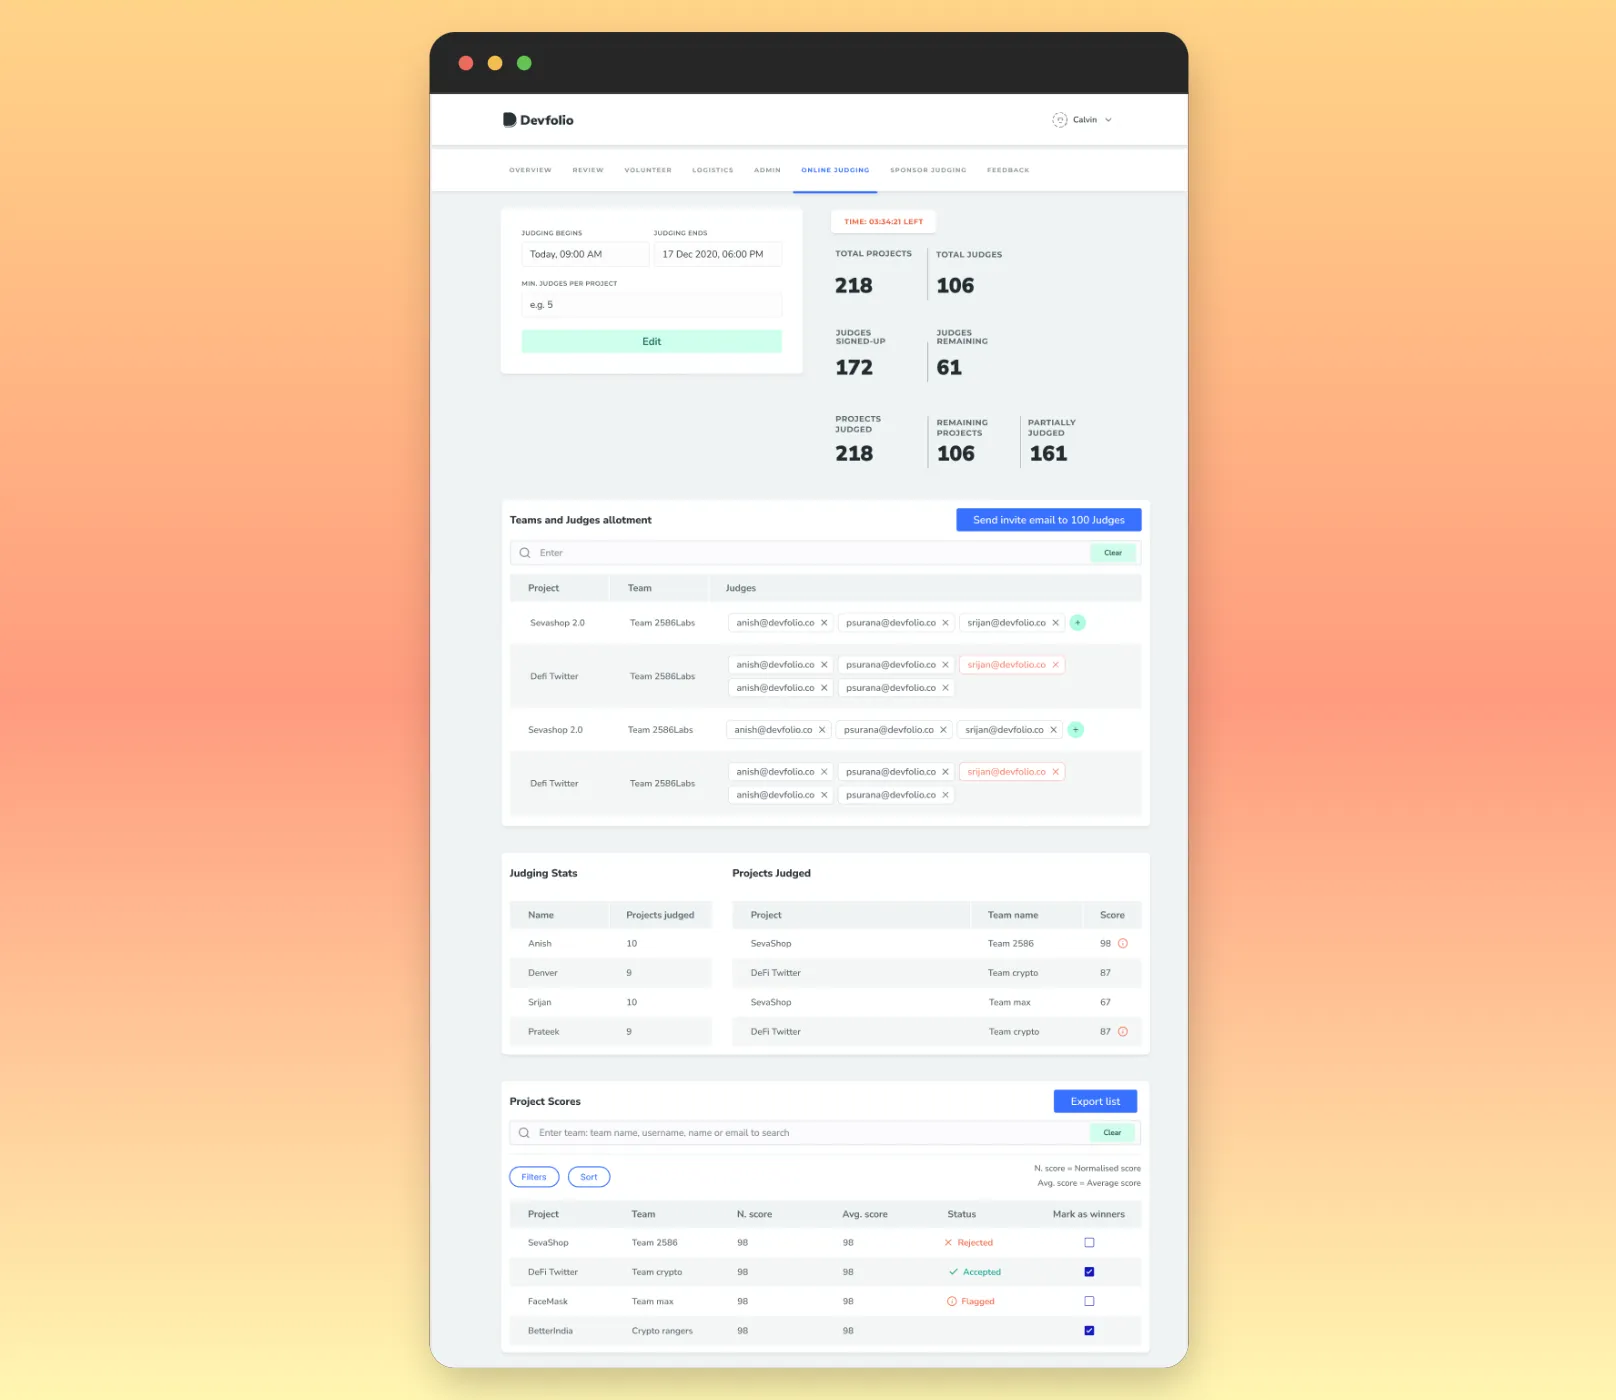 Devfolio
Calvin
OVERVIEW REVIEW VOLUNTEER LOGISTICS ADMIN ONLINE JUDGING SPONSOR JUDGING FEEDBACK
JUDGING BEGINS JUDGING ENDS
Today, 09:00 AM 17 Dec 2020, 06:00 PM
MIN. JUDGES PER PROJECT
e.g. 5
Edit
TIME: 03:34:21 LEFT
TOTAL PROJECTS TOTAL JUDGES
218 106
JUDGES SIGNED-UP JUDGES REMAINING
172 61
PROJECTS JUDGED REMAINING PROJECTS PARTIALLY JUDGED
218 106 161
Teams and Judges allotment Send invite email to 100 Judges
Enter Clear
Project Team Judges
Sevashop 2.0 Team 2586Labs anish@devfolio.co psurana@devfolio.co srijan@devfolio.co +
Defi Twitter Team 2586Labs anish@devfolio.co psurana@devfolio.co srijan@devfolio.co
anish@devfolio.co psurana@devfolio.co
Sevashop 2.0 Team 2586Labs anish@devfolio.co psurana@devfolio.co srijan@devfolio.co +
Defi Twitter Team 2586Labs anish@devfolio.co psurana@devfolio.co srijan@devfolio.co
anish@devfolio.co psurana@devfolio.co
Judging Stats
Name Projects judged
Anish 10
Denver 9
Srijan 10
Prateek 9
Projects Judged
Project Team name Score
SevaShop Team 2586 98
DeFi Twitter Team crypto 87
SevaShop Team max 67
DeFi Twitter Team crypto 87
Project Scores Export list
Enter team: team name, username, name or email to search Clear
Filters Sort
N. score = Normalised score
Avg. score = Average score
Project Team N. score Avg. score Status Mark as winners
SevaShop Team 2586 98 98 Rejected
DeFi Twitter Team crypto 98 98 Accepted
FaceMask Team max 98 98 Flagged
BetterIndia Crypto rangers 98 98